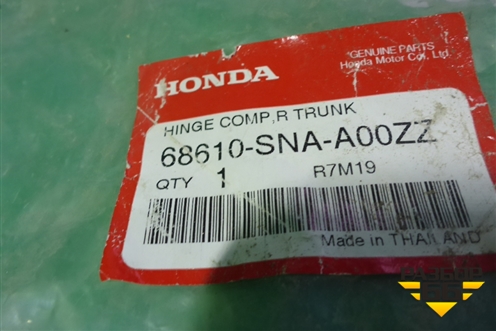 GENUINE PARTS
Honda Motor Co., Ltd.
HONDA
HINGE COMP,R TRUNK
68610-SNA-A00ZZ
QTY 1 R7M19
Made in THAILAND